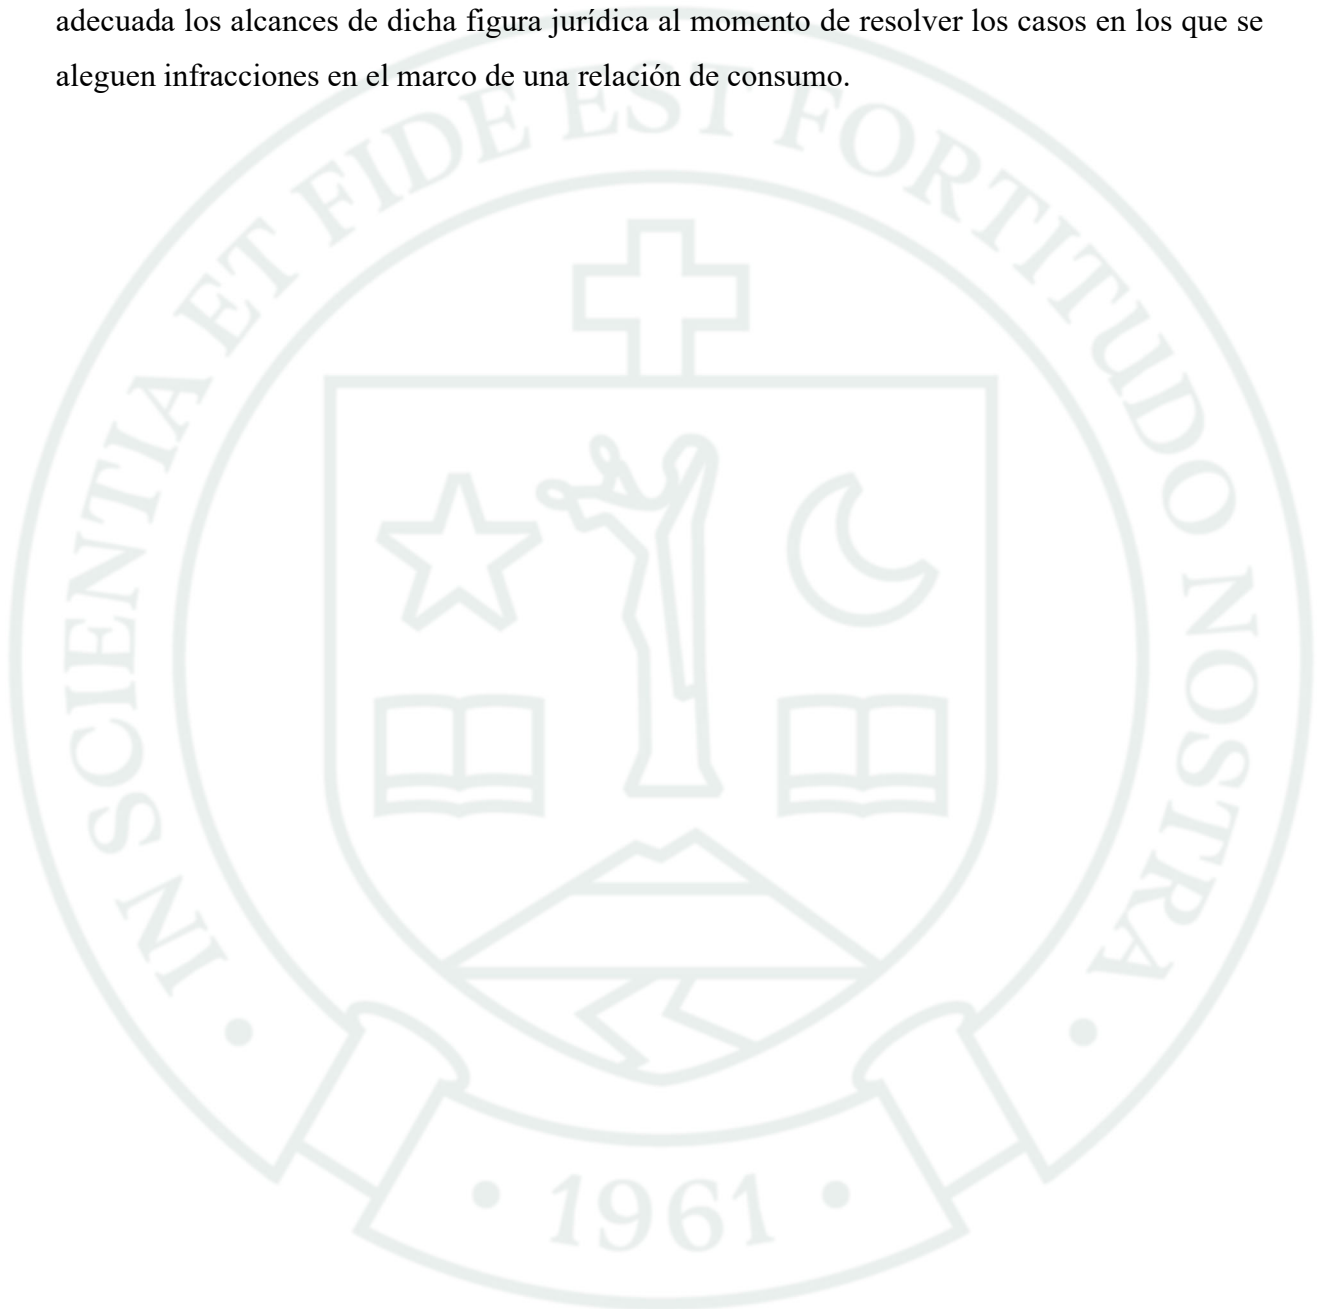 adecuada los alcances de dicha figura jurídica al momento de resolver los casos en los que se
aleguen infracciones en el marco de una relación de consumo.
IN SCIENTIA ET FIDE EST FORTITUDO NOSTRA
• 1961 •